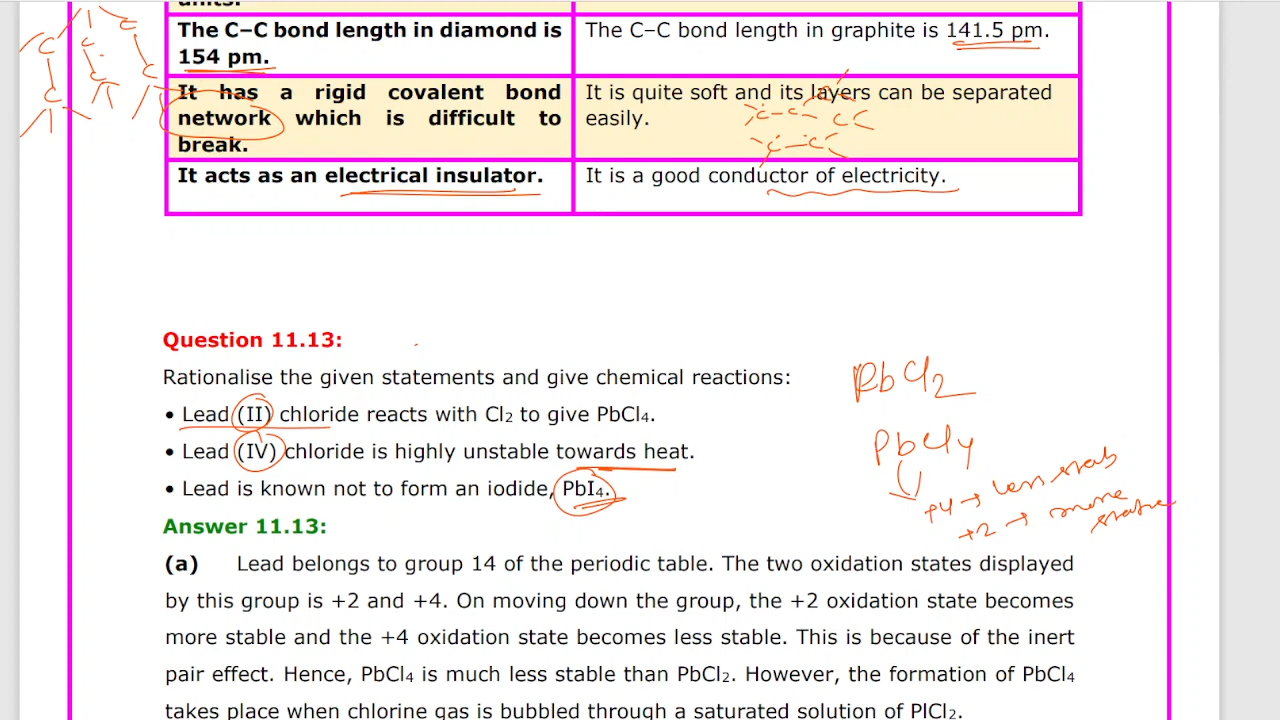 units.
The C–C bond length in diamond is
154 pm.
The C–C bond length in graphite is 141.5 pm.
It has a rigid covalent bond
network which is difficult to
break.
It is quite soft and its layers can be separated
easily.
C C C
C C C
C – C C
C – C
It acts as an electrical insulator.
It is a good conductor of electricity.
Question 11.13:
Rationalise the given statements and give chemical reactions:
• Lead (II) chloride reacts with Cl2 to give PbCl4.
• Lead (IV) chloride is highly unstable towards heat.
• Lead is known not to form an iodide, PbI4.
PbCl2
PbCl4
+4 → less stab
+2 → more
stable
Answer 11.13:
(a) Lead belongs to group 14 of the periodic table. The two oxidation states displayed
by this group is +2 and +4. On moving down the group, the +2 oxidation state becomes
more stable and the +4 oxidation state becomes less stable. This is because of the inert
pair effect. Hence, PbCl4 is much less stable than PbCl2. However, the formation of PbCl4
takes place when chlorine gas is bubbled through a saturated solution of PlCl2.